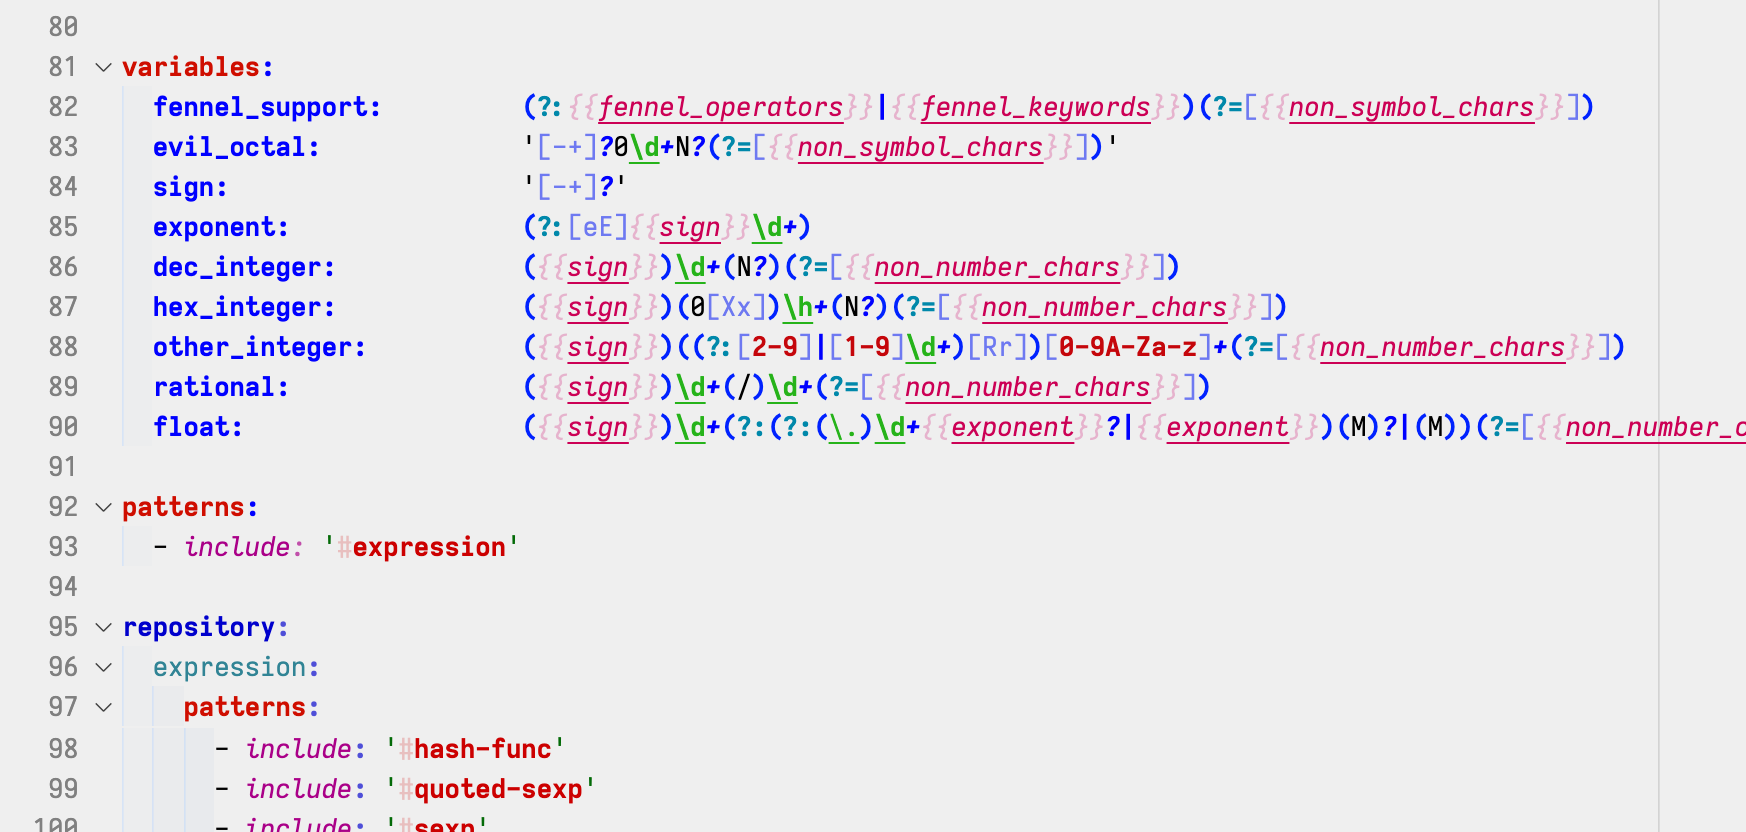 80
81 variables:
82 fennel_support: (?:{{fennel_operators}}|{{fennel_keywords}})(?=[{{non_symbol_chars}}])
83 evil_octal: '[-+]?0\d+N?(?=[{{non_symbol_chars}}])'
84 sign: '[-+]?'
85 exponent: (?:[eE]{{sign}}\d+)
86 dec_integer: ({{sign}})\d+(N?)(?=[{{non_number_chars}}])
87 hex_integer: ({{sign}})(0[Xx])\h+(N?)(?=[{{non_number_chars}}])
88 other_integer: ({{sign}})((?:[2-9]|[1-9]\d+)[Rr])[0-9A-Za-z]+(?=[{{non_number_chars}}])
89 rational: ({{sign}})\d+(/)\d+(?=[{{non_number_chars}}])
90 float: ({{sign}})\d+(?:(?:(\.)\d+{{exponent}}?|{{exponent}})(M)?|(M))(?=[{{non_number_c
91
92 patterns:
93 - include: '#expression'
94
95 repository:
96 expression:
97 patterns:
98 - include: '#hash-func'
99 - include: '#quoted-sexp'
100 - include: '#sexp'